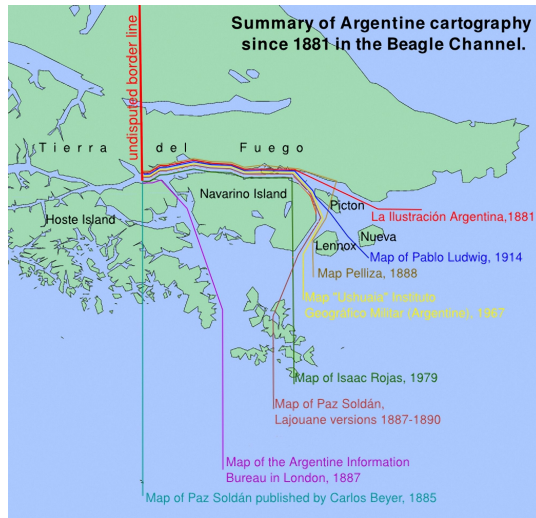 Summary of Argentine cartography
since 1881 in the Beagle Channel.
undisputed border line
Tierra del Fuego
Navarino Island
Picton
Hoste Island
La Ilustración Argentina,1881
Nueva
Lennox
Map of Pablo Ludwig, 1914
Map Pelliza, 1888
Map "Ushuaia" Instituto
Geográfico Militar (Argentine), 1967
Map of Isaac Rojas, 1979
Map of Paz Soldán,
Lajouane versions 1887-1890
Map of the Argentine Information
Bureau in London, 1887
Map of Paz Soldán published by Carlos Beyer, 1885